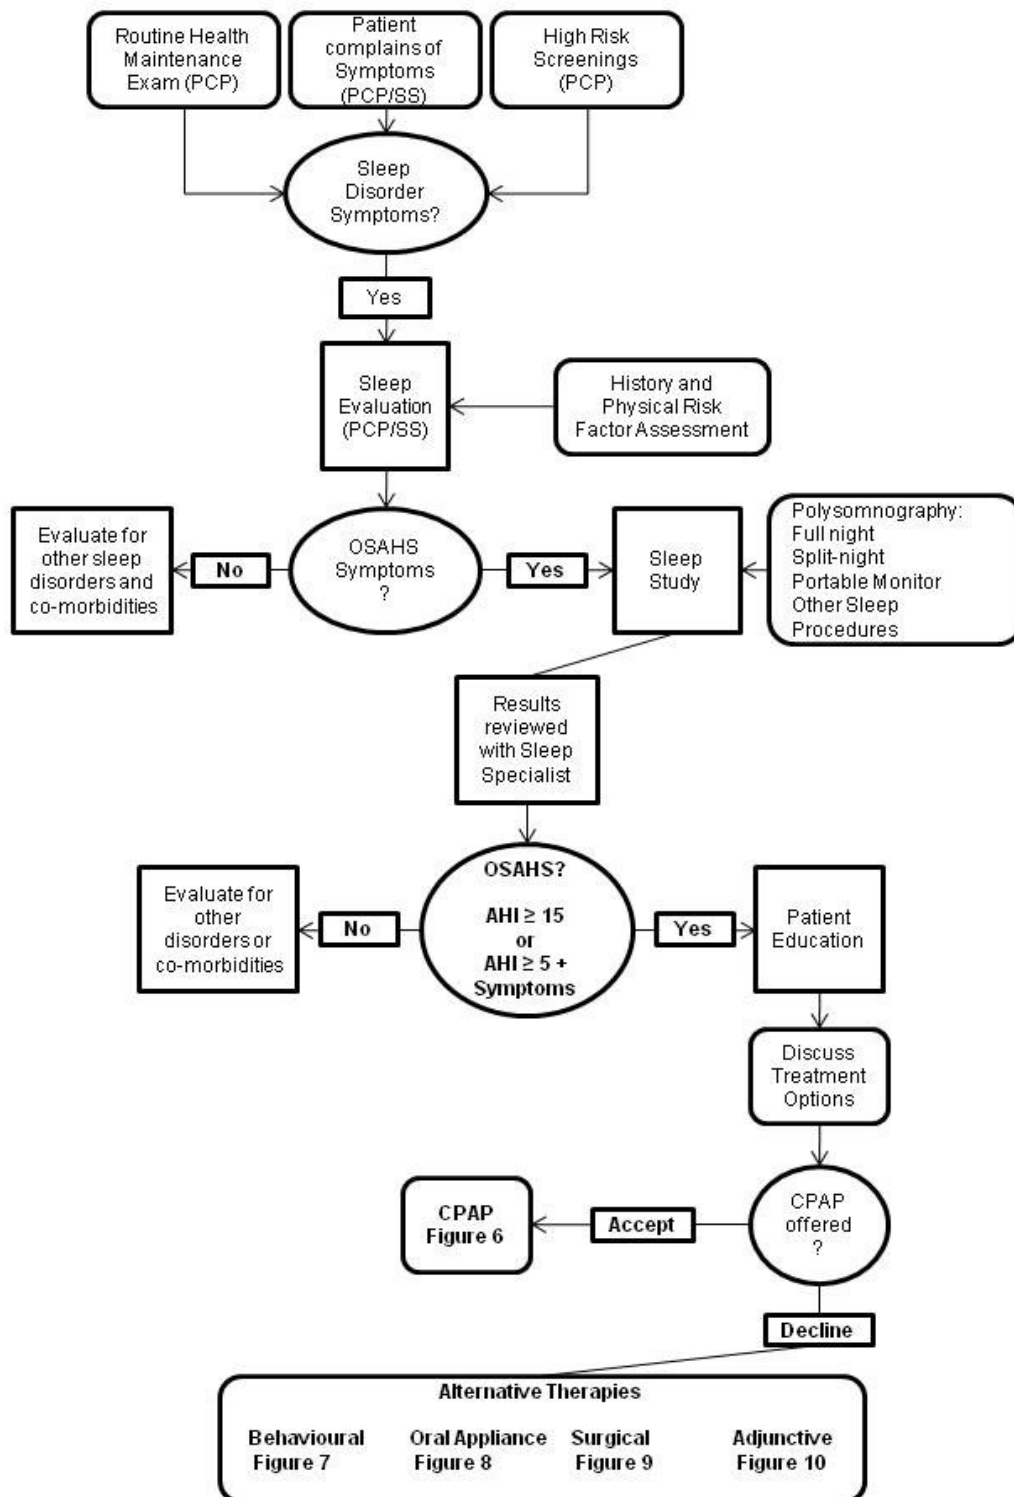 Routine Health
Maintenance
Exam (PCP)
Patient
complains of
Symptoms
(PCP/SS)
High Risk
Screenings
(PCP)
Sleep
Disorder
Symptoms?
Yes
Sleep
Evaluation
(PCP/SS)
History and
Physical Risk
Factor Assessment
Evaluate for
other sleep
disorders and
co-morbidities
No
OSAHS
Symptoms
?
Yes
Sleep
Study
Polysomnography:
Full night
Split-night
Portable Monitor
Other Sleep
Procedures
Results
reviewed
with Sleep
Specialist
Evaluate for
other
disorders or
co-morbidities
No
OSAHS?
AHI ≥ 15
or
AHI ≥ 5 +
Symptoms
Yes
Patient
Education
Discuss
Treatment
Options
CPAP
offered
?
Accept
CPAP
Figure 6
Decline
Alternative Therapies
Behavioural
Figure 7
Oral Appliance
Figure 8
Surgical
Figure 9
Adjunctive
Figure 10